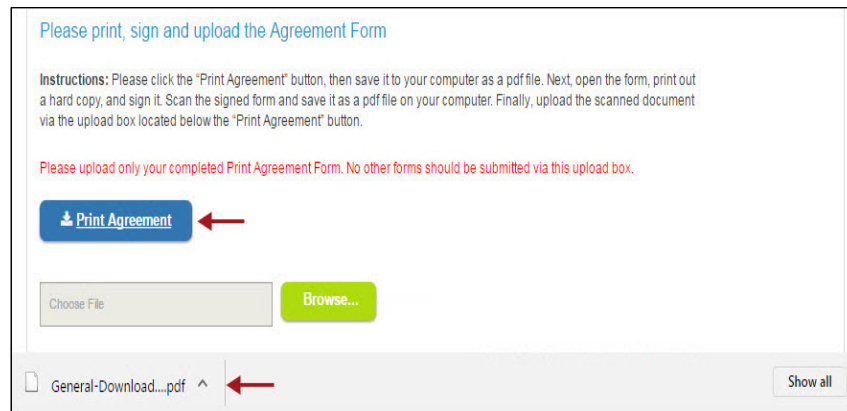 Please print, sign and upload the Agreement Form
Instructions: Please click the “Print Agreement” button, then save it to your computer as a pdf file. Next, open the form, print out
a hard copy, and sign it. Scan the signed form and save it as a pdf file on your computer. Finally, upload the scanned document
via the upload box located below the “Print Agreement” button.
Please upload only your completed Print Agreement Form. No other forms should be submitted via this upload box.
Print Agreement
Choose File
Browse...
General-Download....pdf
Show all